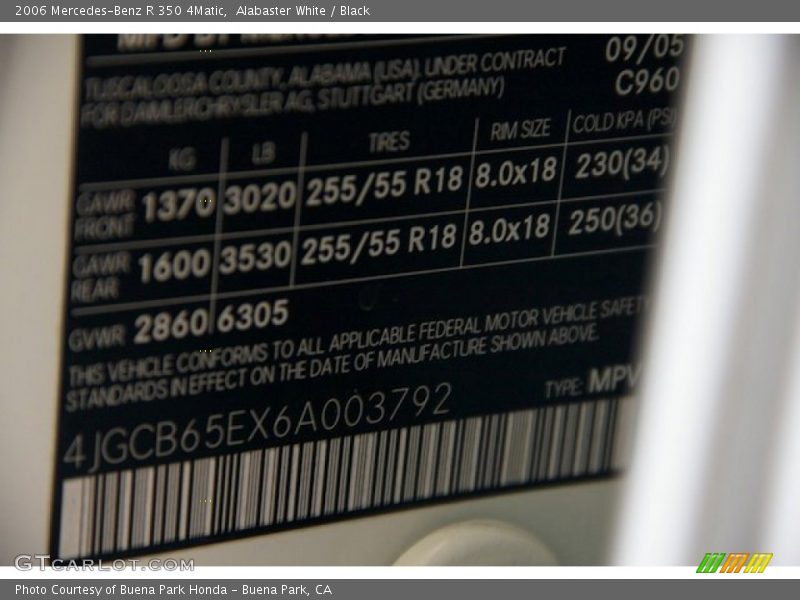 2006 Mercedes-Benz R 350 4Matic, Alabaster White / Black
MFD BY
09/05
TUSCALOOSA COUNTY, ALABAMA (USA). UNDER CONTRACT
C960
FOR DAIMLERCHRYSLER AG, STUTTGART (GERMANY)
KG LB TIRES RIM SIZE COLD KPA (PSI)
GAWR FRONT 1370 3020 255/55 R18 8.0x18 230(34)
GAWR REAR 1600 3530 255/55 R18 8.0x18 250(36)
GVWR 2860 6305
THIS VEHICLE CONFORMS TO ALL APPLICABLE FEDERAL MOTOR VEHICLE SAFETY
STANDARDS IN EFFECT ON THE DATE OF MANUFACTURE SHOWN ABOVE.
4JGCB65EX6A003792 TYPE: MPV
GTcarlot.com
Photo Courtesy of Buena Park Honda - Buena Park, CA